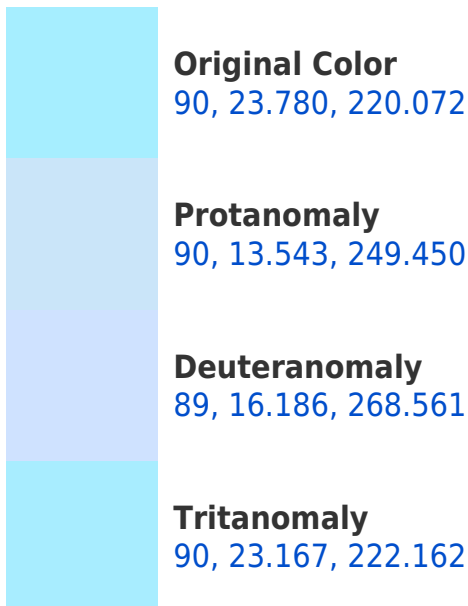 Original Color
90, 23.780, 220.072
Protanomaly
90, 13.543, 249.450
Deuteranomaly
89, 16.186, 268.561
Tritanomaly
90, 23.167, 222.162